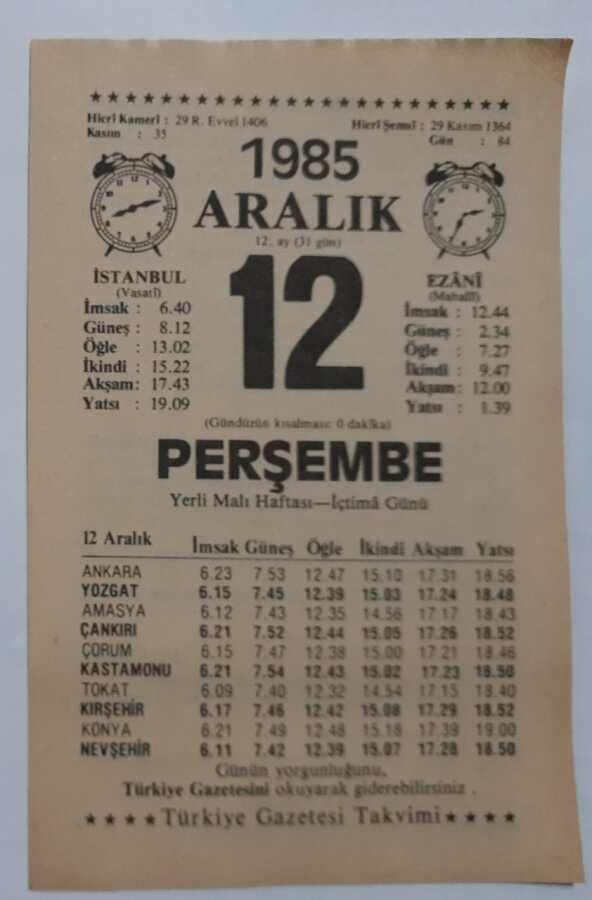 Hicrî Kamerî : 29 R. Evvel 1406
Kasım : 35
Hicrî Şemsî : 29 Kasım 1364
Gün : 84
1985
ARALIK
12. ay (31 gün)
12
İSTANBUL
(Vasatî)
İmsak : 6.40
Güneş : 8.12
Öğle : 13.02
İkindi : 15.22
Akşam: 17.43
Yatsı : 19.09
EZÂNÎ
(Mahallî)
İmsak : 12.44
Güneş : 2.34
Öğle : 7.27
İkindi : 9.47
Akşam: 12.00
Yatsı : 1.39
(Gündüzün kısalması: 0 dakika)
PERŞEMBE
Yerli Malı Haftası—İçtimâ Günü
12 Aralık İmsak Güneş Öğle İkindi Akşam Yatsı
ANKARA 6.23 7.53 12.47 15.10 17.31 18.56
YOZGAT 6.15 7.45 12.39 15.03 17.24 18.48
AMASYA 6.12 7.43 12.35 14.56 17.17 18.43
ÇANKIRI 6.21 7.52 12.44 15.05 17.26 18.52
ÇORUM 6.15 7.47 12.38 15.00 17.21 18.46
KASTAMONU 6.21 7.54 12.43 15.02 17.23 18.50
TOKAT 6.09 7.40 12.32 14.54 17.15 18.40
KIRŞEHİR 6.17 7.46 12.42 15.08 17.29 18.52
KONYA 6.21 7.49 12.48 15.18 17.39 19.00
NEVŞEHİR 6.11 7.42 12.39 15.07 17.28 18.50
Günün yorgunluğunu,
Türkiye Gazetesini okuyarak giderebilirsiniz .
★ ★ ★ ★ Türkiye Gazetesi Takvimi ★ ★ ★ ★